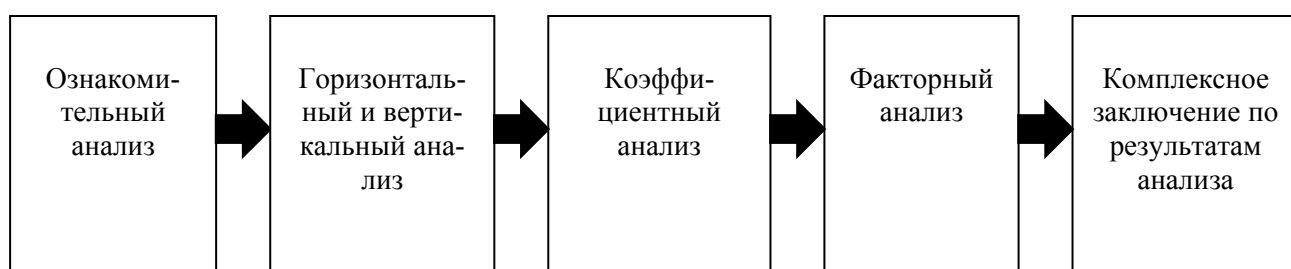 Ознакоми-
тельный
анализ
Горизонталь-
ный и верти-
кальный ана-
лиз
Коэффи-
циентный
анализ
Факторный
анализ
Комплексное
заключение по
результатам
анализа